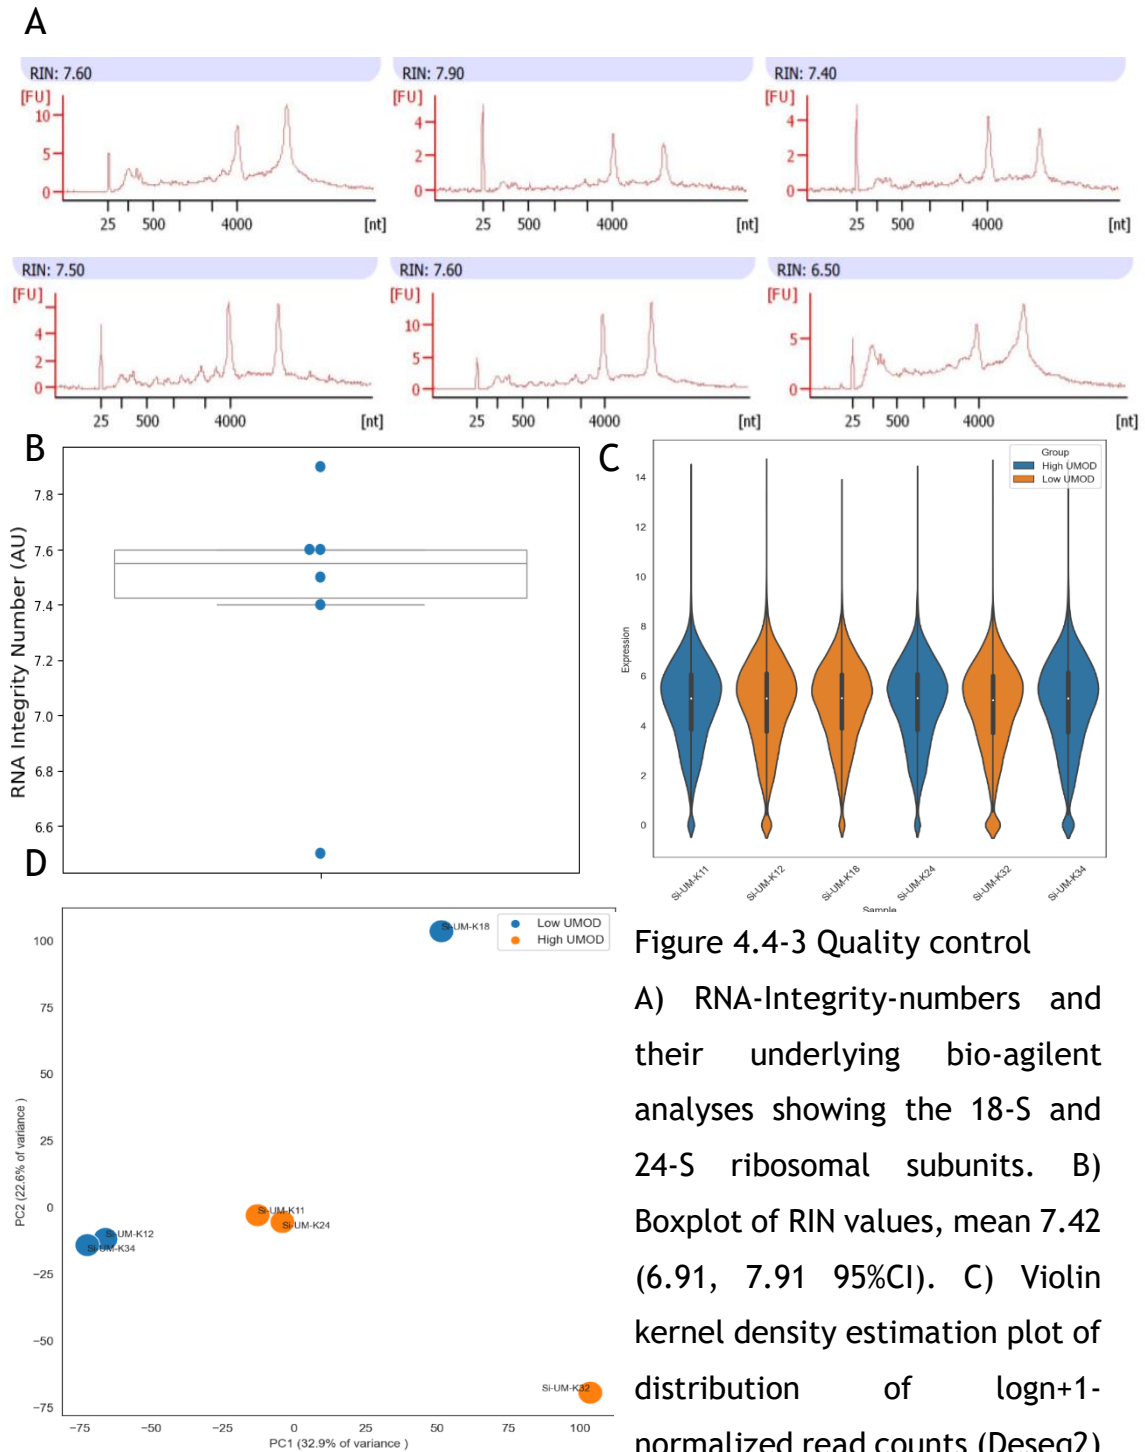 A
RIN: 7.60
[FU]
10
5
0
25 500 4000 [nt]
RIN: 7.90
[FU]
4
2
0
25 500 4000 [nt]
RIN: 7.40
[FU]
4
2
0
25 500 4000 [nt]
RIN: 7.50
[FU]
4
2
0
25 500 4000 [nt]
RIN: 7.60
[FU]
10
5
0
25 500 4000 [nt]
RIN: 6.50
[FU]
5
0
25 500 4000 [nt]
B
RNA Integrity Number (AU)
7.8
7.6
7.4
7.2
7.0
6.8
6.6
C
Group
High UMOD
Low UMOD
Expression
14
12
10
8
6
4
2
0
Si-UM-K11
Si-UM-K12
Si-UM-K18
Si-UM-K24
Si-UM-K32
Si-UM-K34
Sample
D
Low UMOD
High UMOD
PC2 (22.6% of variance )
100
75
50
25
0
−25
−50
−75
Si-UM-K18
Si-UM-K11
Si-UM-K24
Si-UM-K12
Si-UM-K34
Si-UM-K32
−75 −50 −25 0 25 50 75 100
PC1 (32.9% of variance )
Figure 4.4-3 Quality control
A) RNA-Integrity-numbers and
their underlying bio-agilent
analyses showing the 18-S and
24-S ribosomal subunits. B)
Boxplot of RIN values, mean 7.42
(6.91, 7.91 95%CI). C) Violin
kernel density estimation plot of
distribution of logn+1-
normalized read counts (Deseq2)